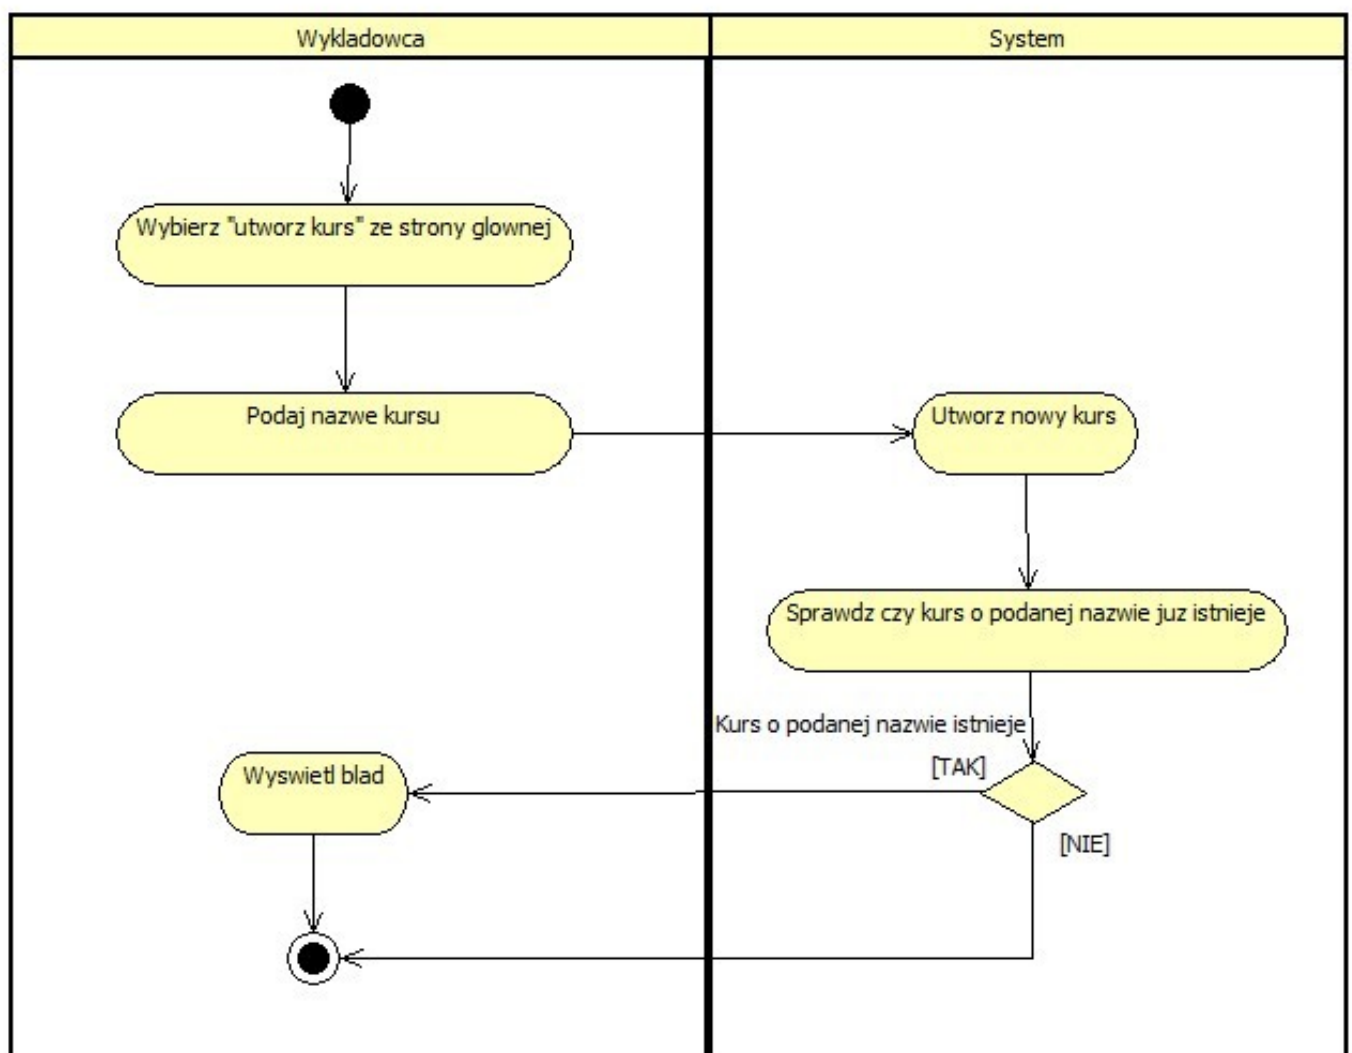 Wykladowca
System
Wybierz "utworz kurs" ze strony glownej
Podaj nazwe kursu
Utworz nowy kurs
Sprawdz czy kurs o podanej nazwie juz istnieje
Kurs o podanej nazwie istnieje
[TAK]
Wyswietl blad
[NIE]